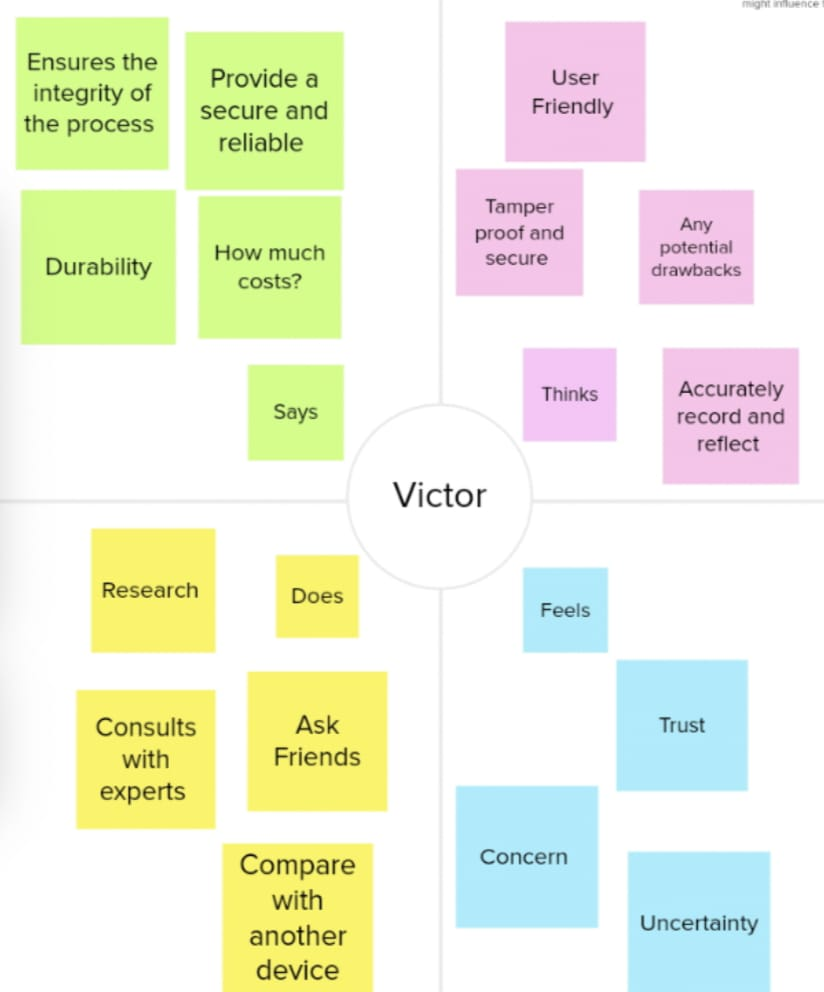 might influence
Ensures the
integrity of
the process
Provide a
secure and
reliable
Durability
How much
costs?
Says
User
Friendly
Tamper
proof and
secure
Any
potential
drawbacks
Thinks
Accurately
record and
reflect
Victor
Research
Does
Consults
with
experts
Ask
Friends
Compare
with
another
device
Feels
Trust
Concern
Uncertainty